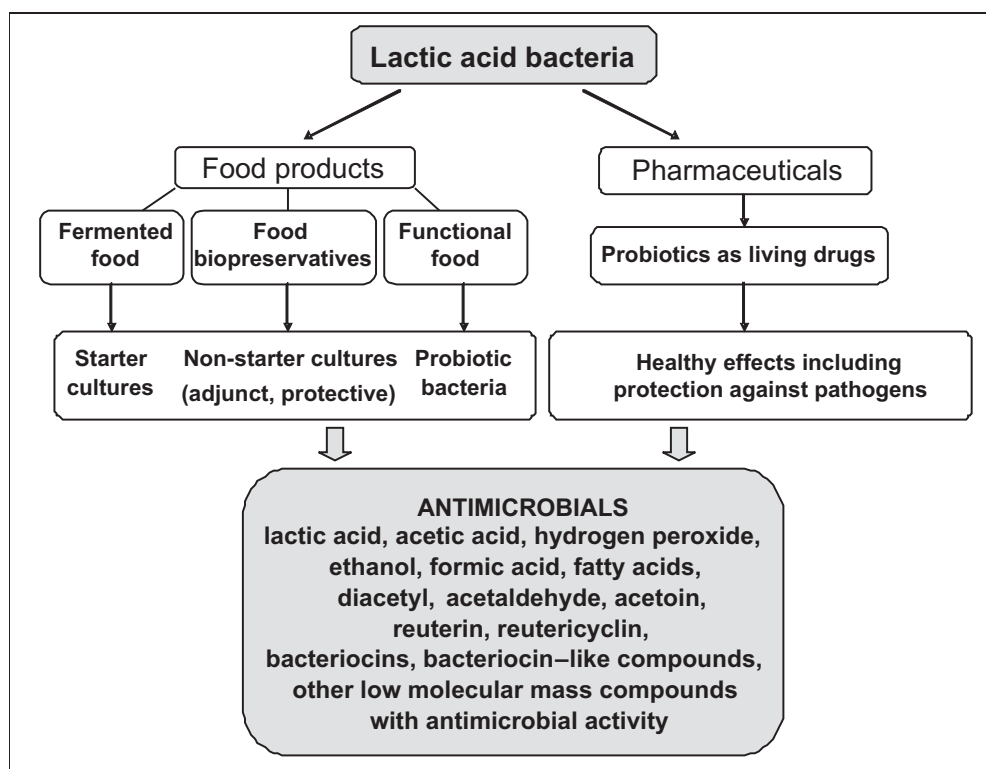 Lactic acid bacteria
Food products
Pharmaceuticals
Fermented
food
Food
biopreservatives
Functional
food
Probiotics as living drugs
Starter
cultures
Non-starter cultures
(adjunct, protective)
Probiotic
bacteria
Healthy effects including
protection against pathogens
ANTIMICROBIALS
lactic acid, acetic acid, hydrogen peroxide,
ethanol, formic acid, fatty acids,
diacetyl, acetaldehyde, acetoin,
reuterin, reutericyclin,
bacteriocins, bacteriocin–like compounds,
other low molecular mass compounds
with antimicrobial activity